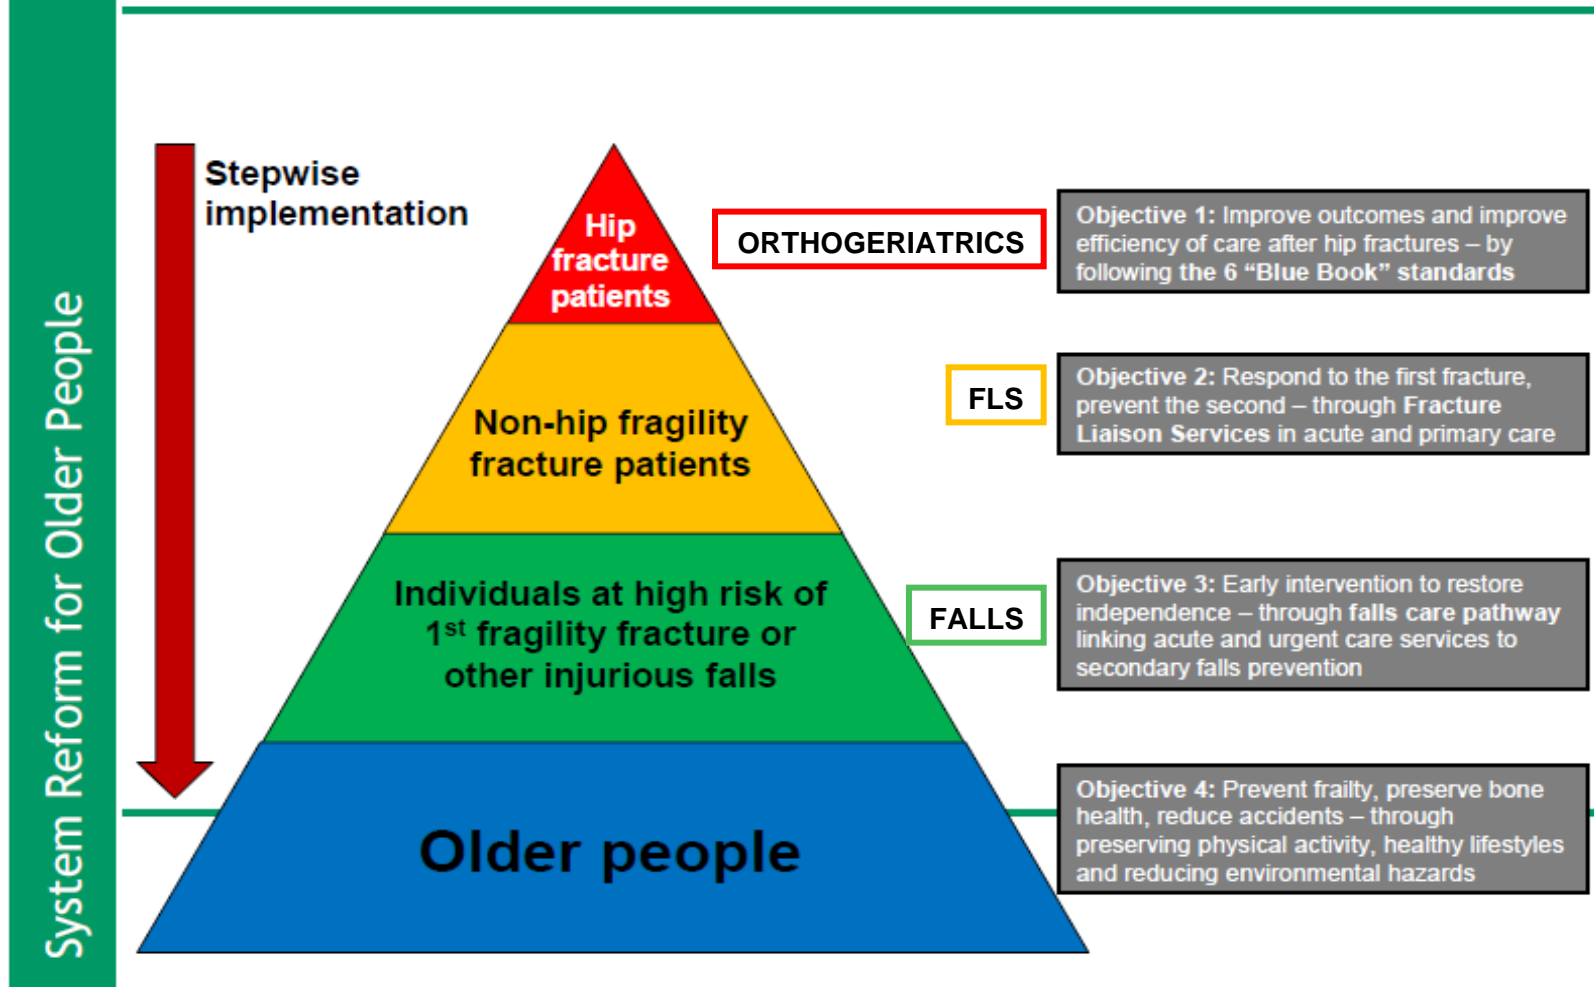 System Reform for Older People
Stepwise
implementation
Hip
fracture
patients
ORTHOGERIATRICS
Objective 1: Improve outcomes and improve
efficiency of care after hip fractures – by
following the 6 “Blue Book” standards
Non-hip fragility
fracture patients
FLS
Objective 2: Respond to the first fracture,
prevent the second – through Fracture
Liaison Services in acute and primary care
Individuals at high risk of
1st fragility fracture or
other injurious falls
FALLS
Objective 3: Early intervention to restore
independence – through falls care pathway
linking acute and urgent care services to
secondary falls prevention
Older people
Objective 4: Prevent frailty, preserve bone
health, reduce accidents – through
preserving physical activity, healthy lifestyles
and reducing environmental hazards